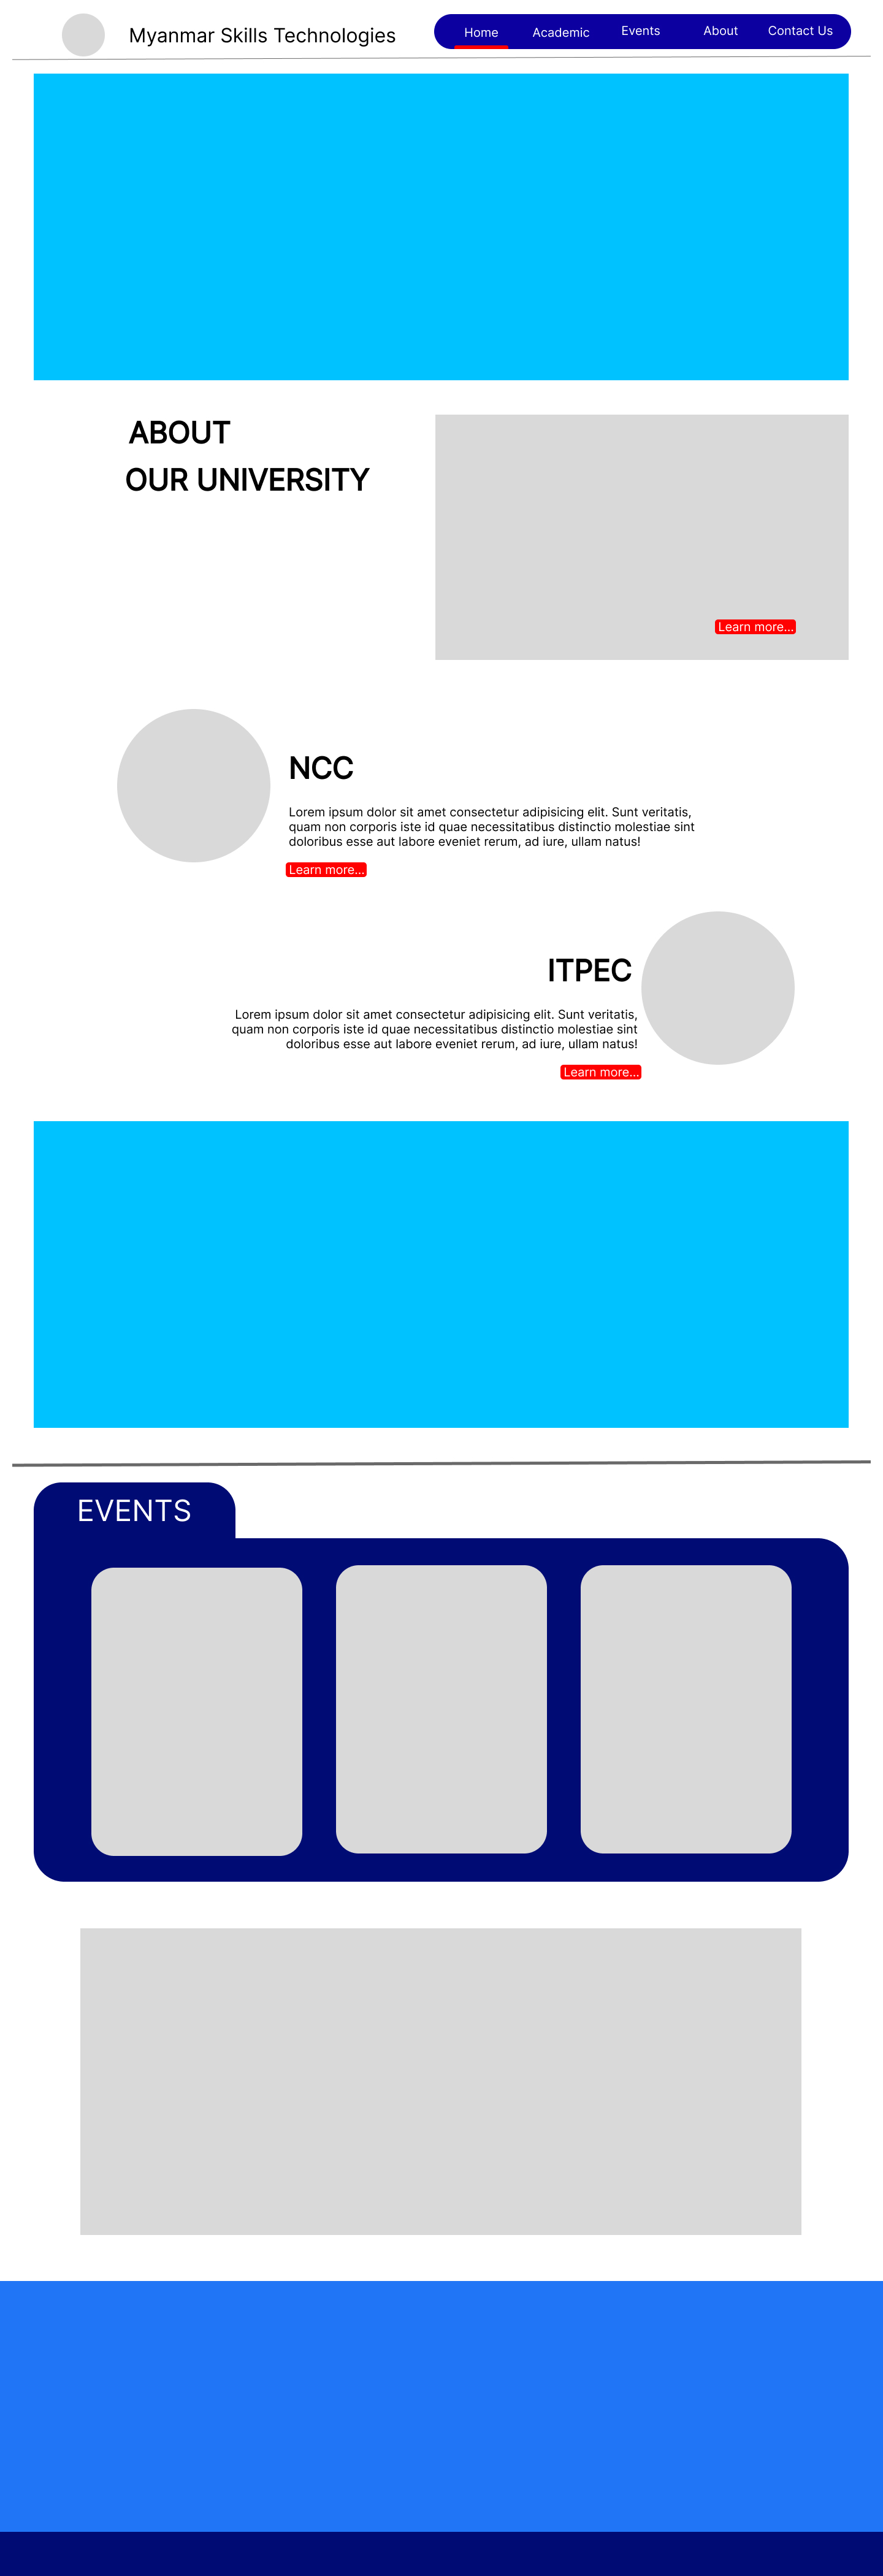 Myanmar Skills Technologies
Home
Academic
Events
About
Contact Us
ABOUT
OUR UNIVERSITY
Learn more...
NCC
Lorem ipsum dolor sit amet consectetur adipisicing elit. Sunt veritatis,
quam non corporis iste id quae necessitatibus distinctio molestiae sint
doloribus esse aut labore eveniet rerum, ad iure, ullam natus!
Learn more...
ITPEC
Lorem ipsum dolor sit amet consectetur adipisicing elit. Sunt veritatis,
quam non corporis iste id quae necessitatibus distinctio molestiae sint
doloribus esse aut labore eveniet rerum, ad iure, ullam natus!
Learn more...
EVENTS